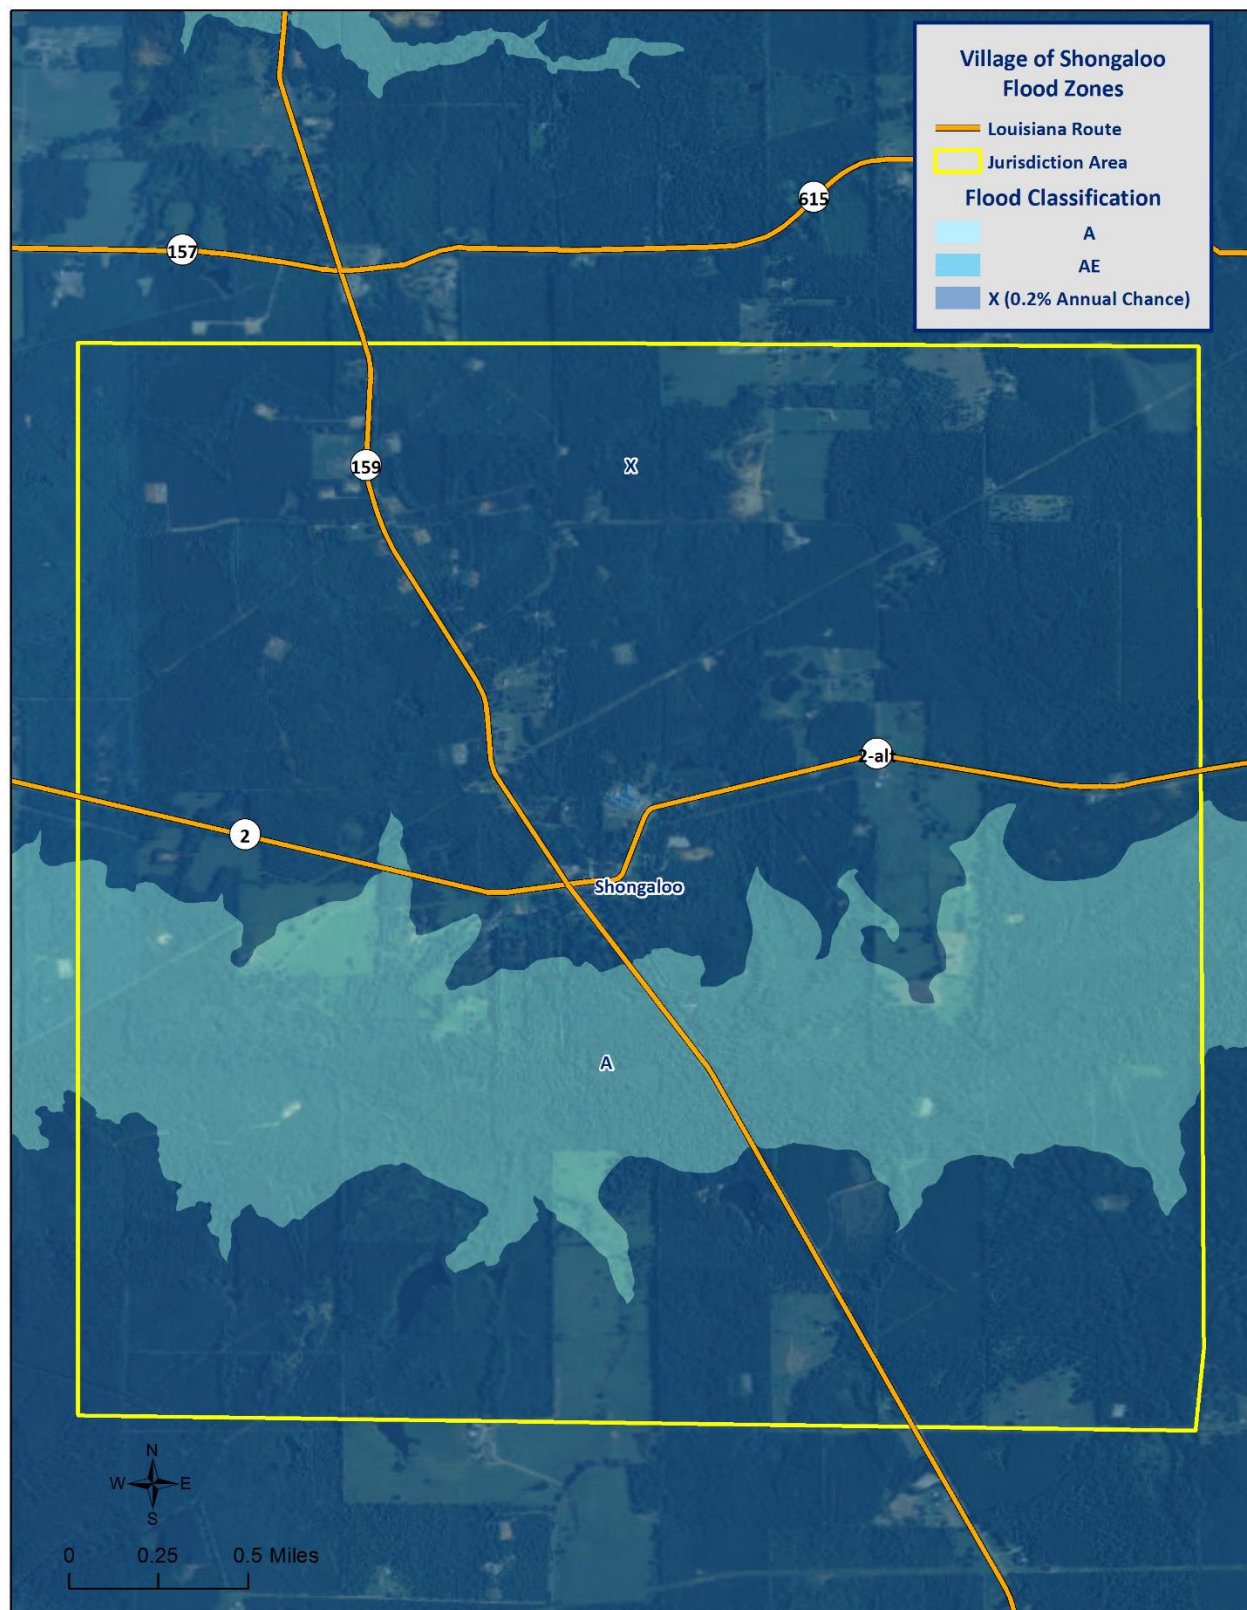 Village of Shongaloo
Flood Zones
Louisiana Route
Jurisdiction Area
Flood Classification
A
AE
X (0.2% Annual Chance)
615
157
159
X
2-alt
2
Shongaloo
A
N
W E
S
0 0.25 0.5 Miles